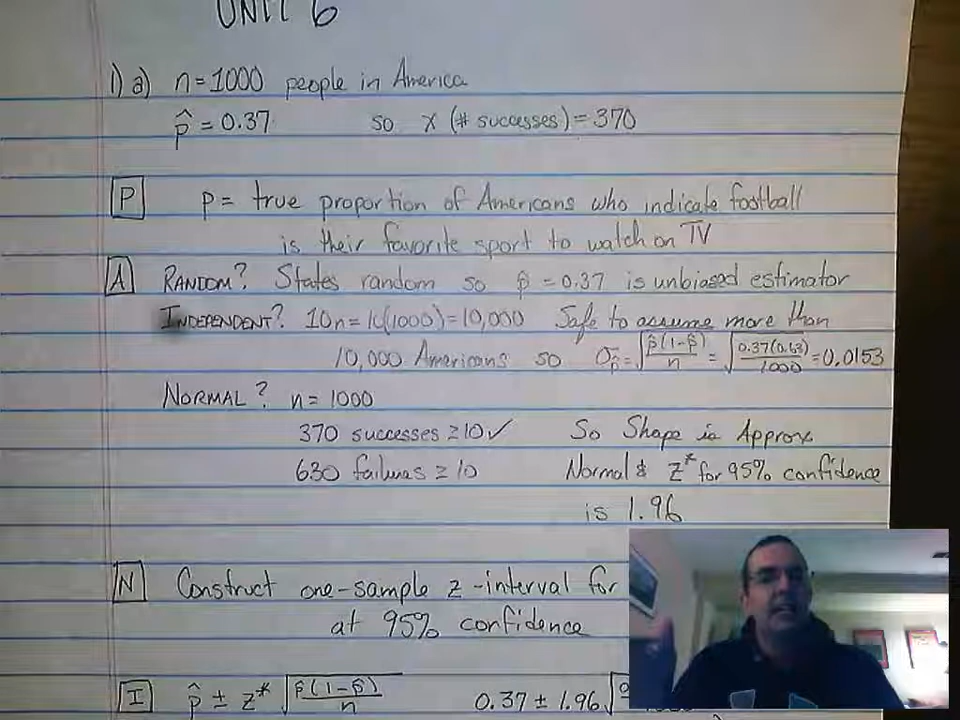 UNIT 6
1) a) n=1000 people in America
p̂ = 0.37 so x (# successes) = 370
P p = true proportion of Americans who indicate football
is their favorite sport to watch on TV
A RANDOM? States random so p̂ = 0.37 is unbiased estimator
INDEPENDENT? 10n = 10(1000) = 10,000 Safe to assume more than
10,000 Americans so σp̂ = √(p̂(1-p̂)/n) = √(0.37(0.63)/1000) = 0.0153
NORMAL? n = 1000
370 successes ≥ 10 ✓ So Shape is Approx
630 failures ≥ 10 Normal & z* for 95% confidence
is 1.96
N Construct one-sample z-interval for
at 95% confidence
I p̂ ± z* √(p̂(1-p̂)/n) 0.37 ± 1.96 √